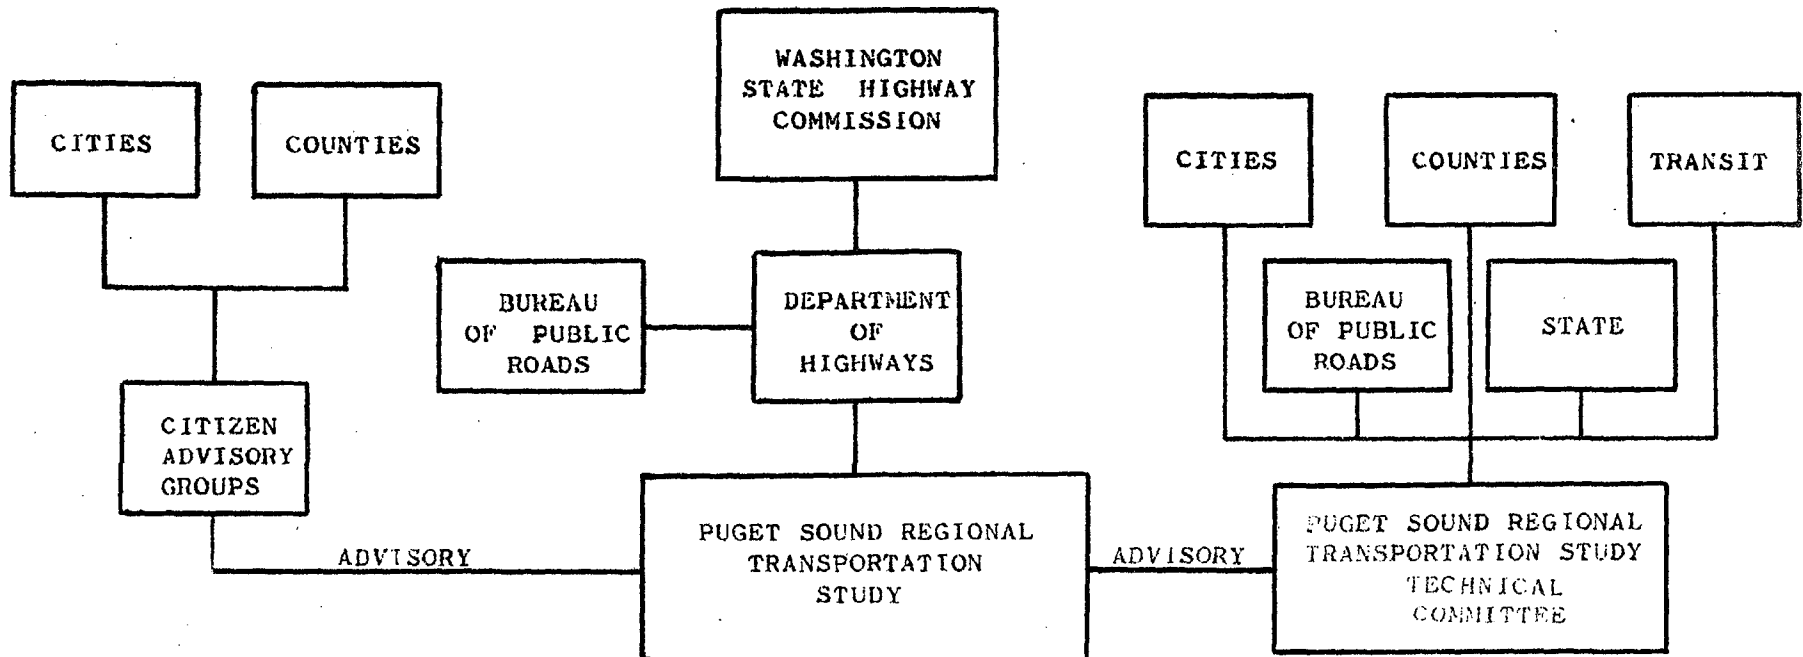 WASHINGTON
STATE HIGHWAY
COMMISSION
CITIES
COUNTIES
CITIES
COUNTIES
TRANSIT
BUREAU
OF PUBLIC
ROADS
DEPARTMENT
OF
HIGHWAYS
BUREAU
OF PUBLIC
ROADS
STATE
CITIZEN
ADVISORY
GROUPS
ADVISORY
PUGET SOUND REGIONAL
TRANSPORTATION
STUDY
ADVISORY
PUGET SOUND REGIONAL
TRANSPORTATION STUDY
TECHNICAL
COMMITTEE